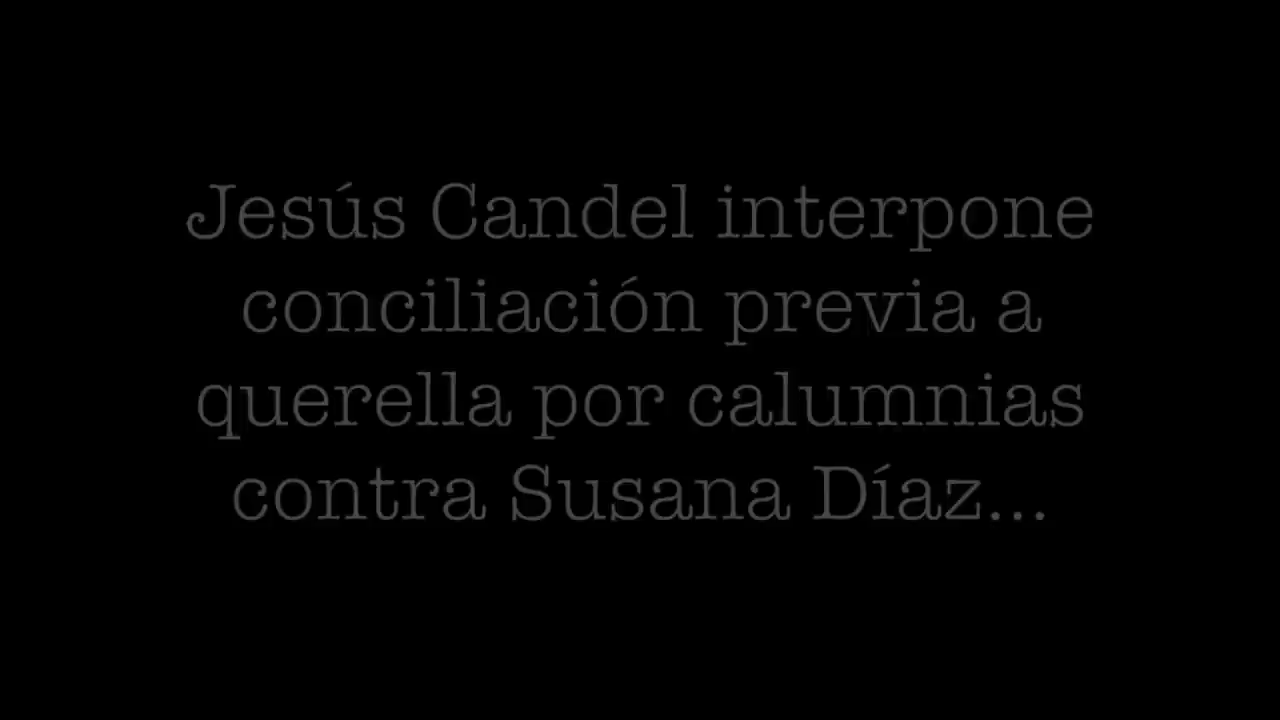 Jesús Candel interpone
conciliación previa a
querella por calumnias
contra Susana Díaz...